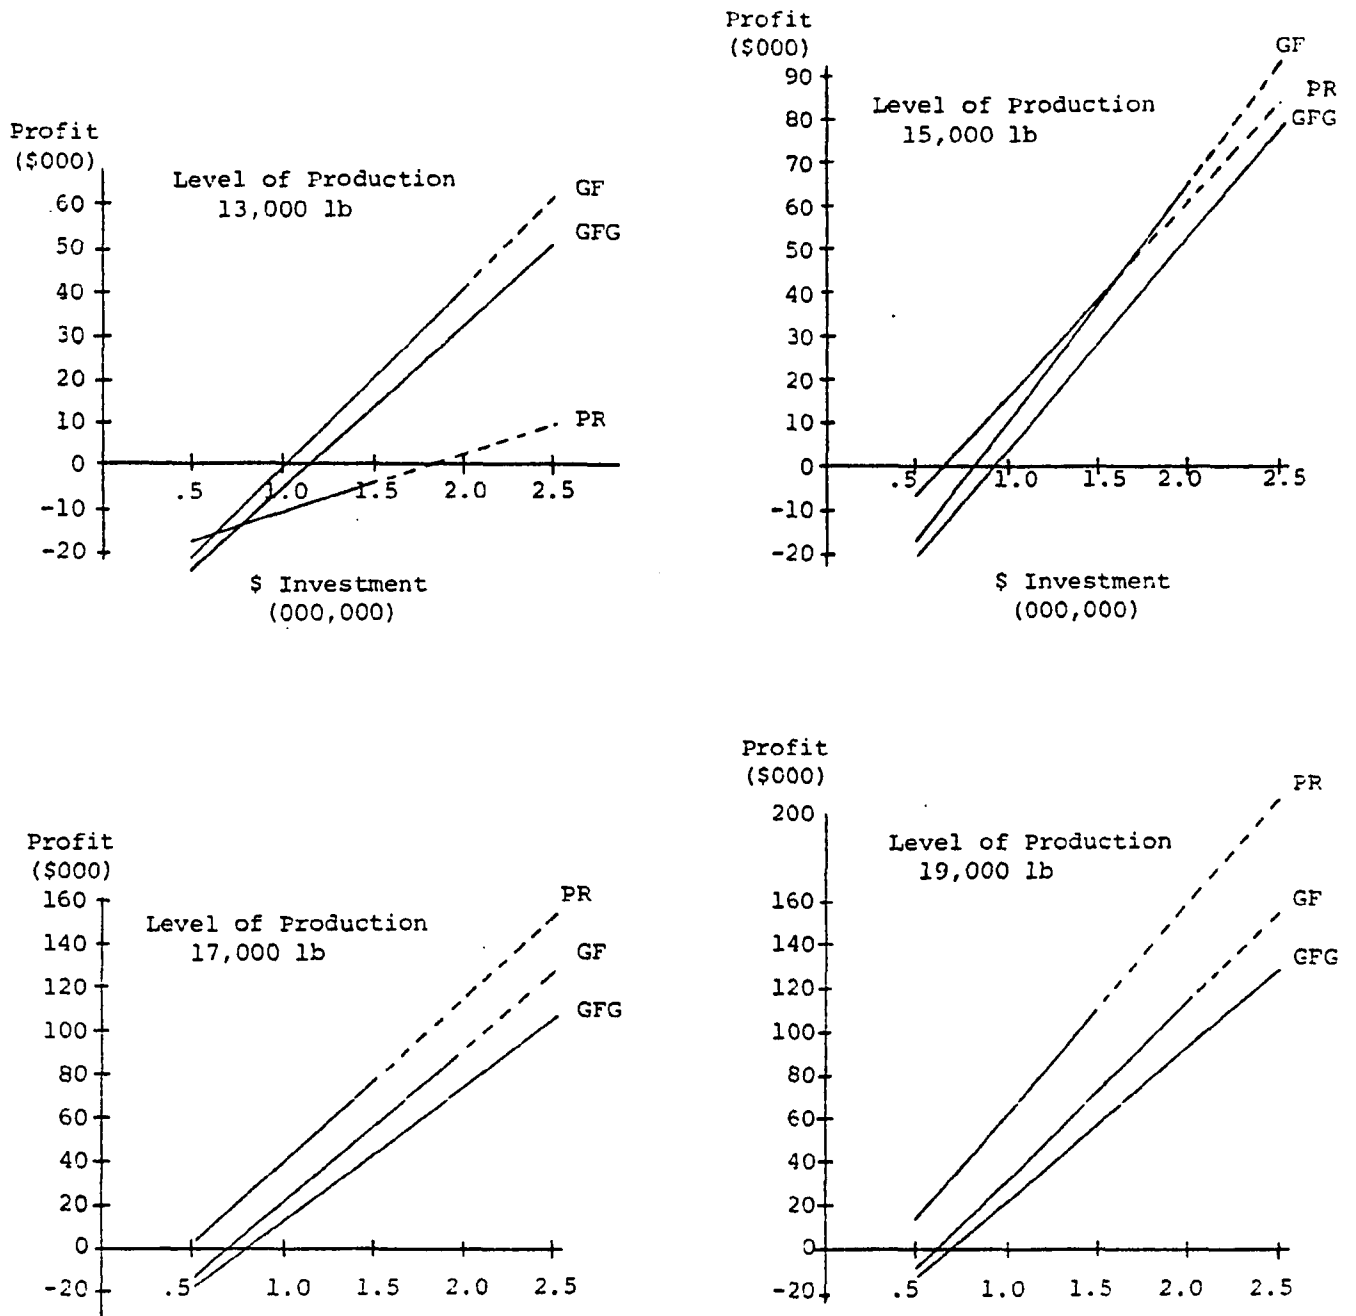 Profit
($000)
Level of Production
13,000 lb
60
50
40
30
20
10
0
-10
-20
GF
GFG
PR
.5
1.0
1.5
2.0
2.5
$ Investment
(000,000)
Profit
($000)
Level of Production
15,000 lb
90
80
70
60
50
40
30
20
10
0
-10
-20
GF
PR
GFG
.5
1.0
1.5
2.0
2.5
$ Investment
(000,000)
Profit
($000)
Level of Production
17,000 lb
160
140
120
100
80
60
40
20
0
-20
PR
GF
GFG
.5
1.0
1.5
2.0
2.5
Profit
($000)
Level of Production
19,000 lb
200
160
140
120
100
80
60
40
20
0
-20
PR
GF
GFG
.5
1.0
1.5
2.0
2.5